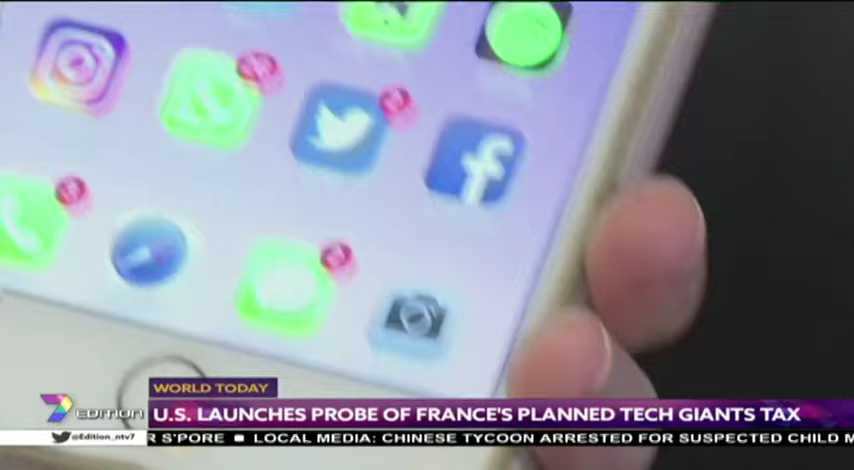 WORLD TODAY
7 EDITION
U.S. LAUNCHES PROBE OF FRANCE'S PLANNED TECH GIANTS TAX
@Edition_ntv7
R S'PORE ■ LOCAL MEDIA: CHINESE TYCOON ARRESTED FOR SUSPECTED CHILD M